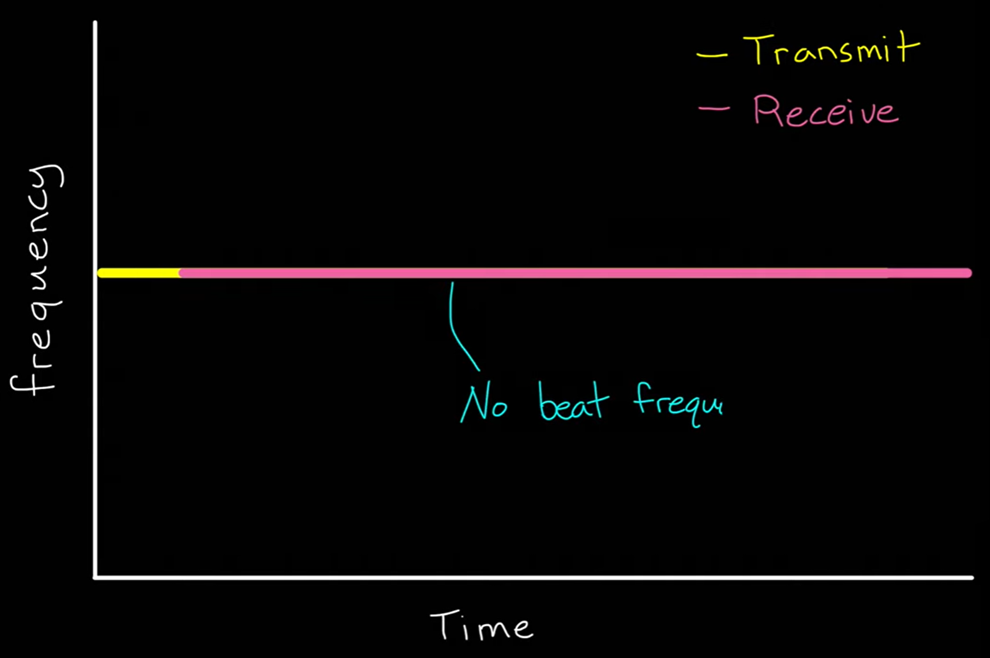 – Transmit
– Receive
frequency
No beat frequ
Time